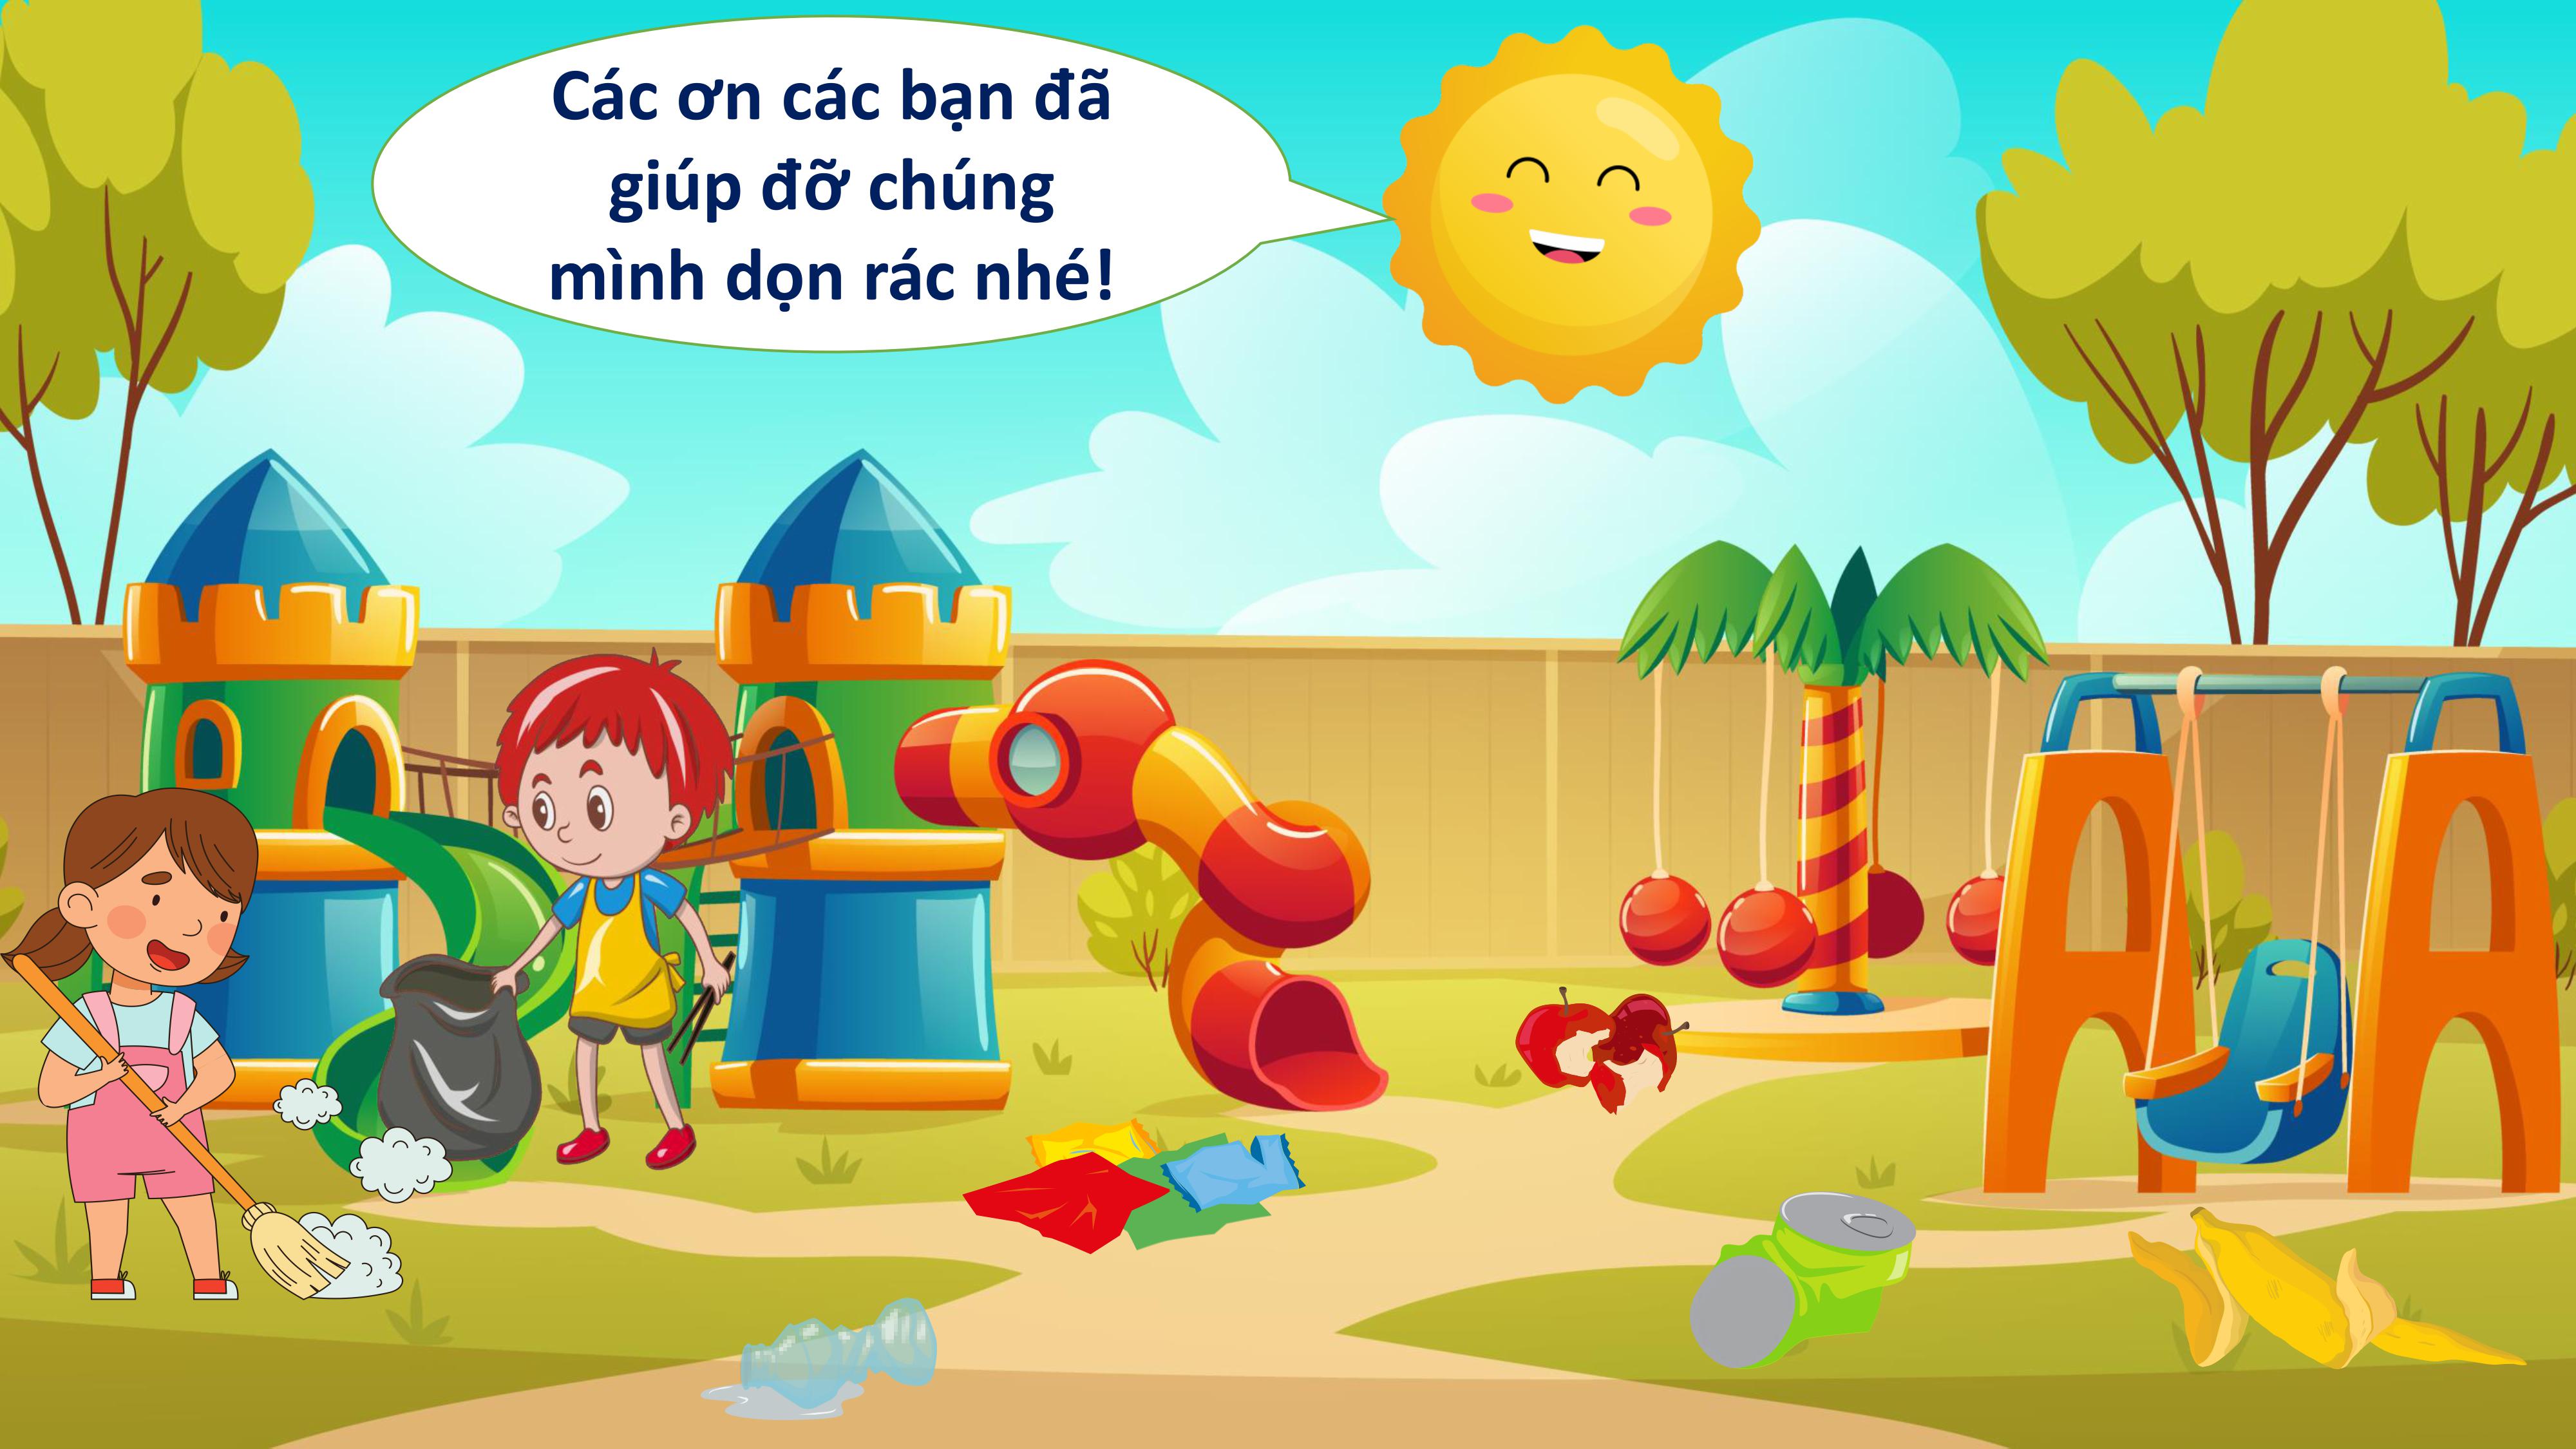 Các ơn các bạn đã
giúp đỡ chúng
mình dọn rác nhé!